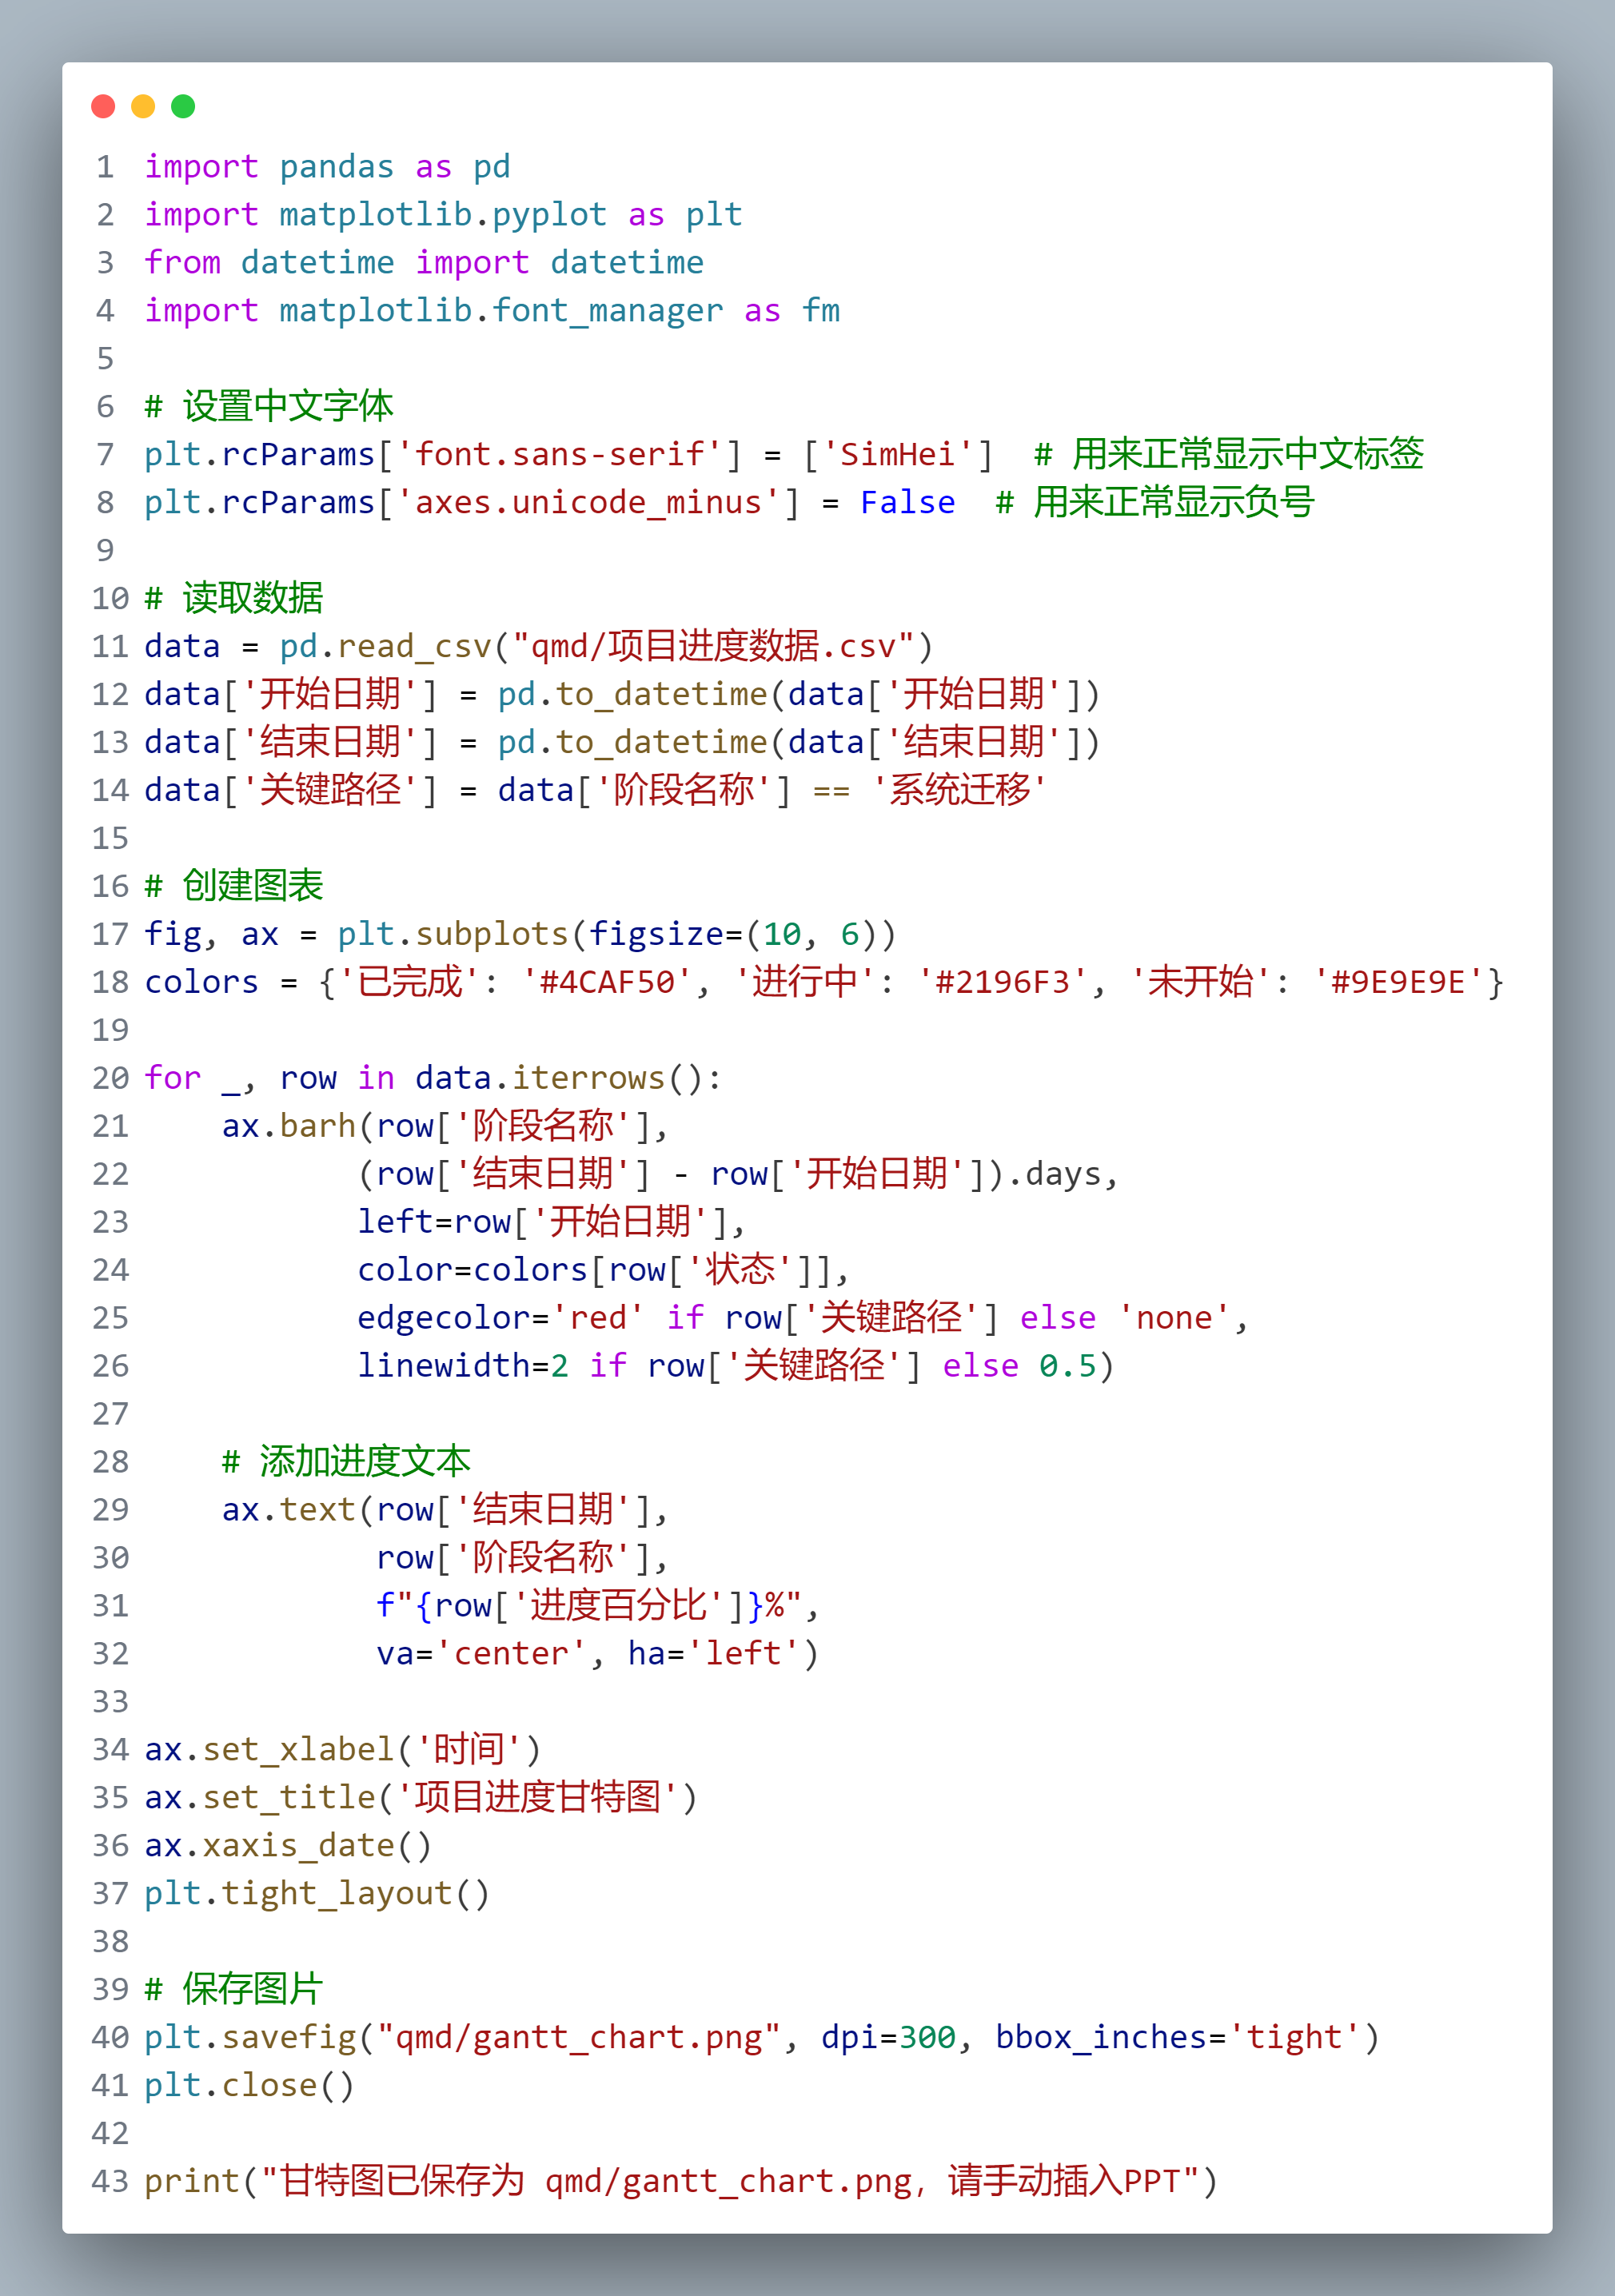 1 import pandas as pd
2 import matplotlib.pyplot as plt
3 from datetime import datetime
4 import matplotlib.font_manager as fm
5
6 # 设置中文字体
7 plt.rcParams['font.sans-serif'] = ['SimHei']  # 用来正常显示中文标签
8 plt.rcParams['axes.unicode_minus'] = False  # 用来正常显示负号
9
10 # 读取数据
11 data = pd.read_csv("qmd/项目进度数据.csv")
12 data['开始日期'] = pd.to_datetime(data['开始日期'])
13 data['结束日期'] = pd.to_datetime(data['结束日期'])
14 data['关键路径'] = data['阶段名称'] == '系统迁移'
15
16 # 创建图表
17 fig, ax = plt.subplots(figsize=(10, 6))
18 colors = {'已完成': '#4CAF50', '进行中': '#2196F3', '未开始': '#9E9E9E'}
19
20 for _, row in data.iterrows():
21     ax.barh(row['阶段名称'],
22            (row['结束日期'] - row['开始日期']).days,
23            left=row['开始日期'],
24            color=colors[row['状态']],
25            edgecolor='red' if row['关键路径'] else 'none',
26            linewidth=2 if row['关键路径'] else 0.5)
27
28     # 添加进度文本
29     ax.text(row['结束日期'],
30             row['阶段名称'],
31             f"{row['进度百分比']}%",
32             va='center', ha='left')
33
34 ax.set_xlabel('时间')
35 ax.set_title('项目进度甘特图')
36 ax.xaxis_date()
37 plt.tight_layout()
38
39 # 保存图片
40 plt.savefig("qmd/gantt_chart.png", dpi=300, bbox_inches='tight')
41 plt.close()
42
43 print("甘特图已保存为 qmd/gantt_chart.png，请手动插入PPT")